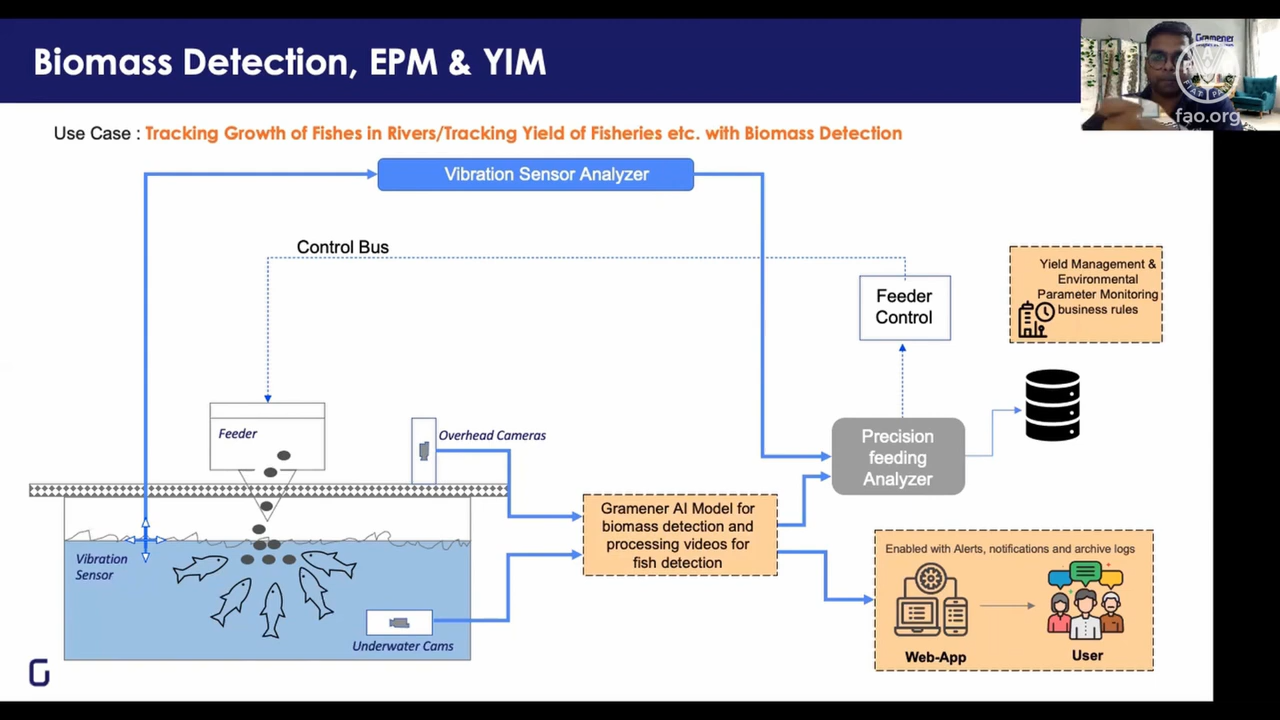 Biomass Detection, EPM & YIM
Gramener
FIAT PANIS
fao.org
Use Case : Tracking Growth of Fishes in Rivers/Tracking Yield of Fisheries etc. with Biomass Detection
Vibration Sensor Analyzer
Control Bus
Yield Management &
Environmental
Parameter Monitoring
business rules
Feeder
Control
Feeder
Overhead Cameras
Precision
feeding
Analyzer
Gramener AI Model for
biomass detection and
processing videos for
fish detection
Vibration
Sensor
Underwater Cams
Enabled with Alerts, notifications and archive logs
Web-App
User